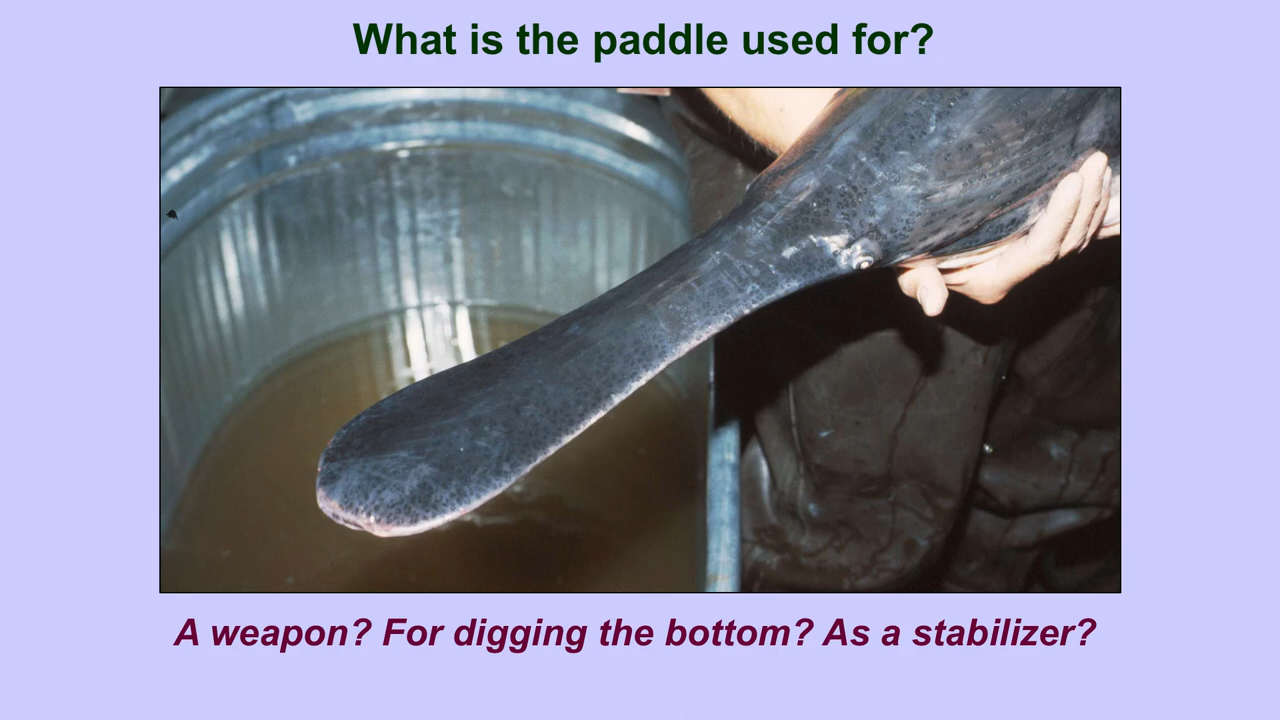 What is the paddle used for?
A weapon? For digging the bottom? As a stabilizer?